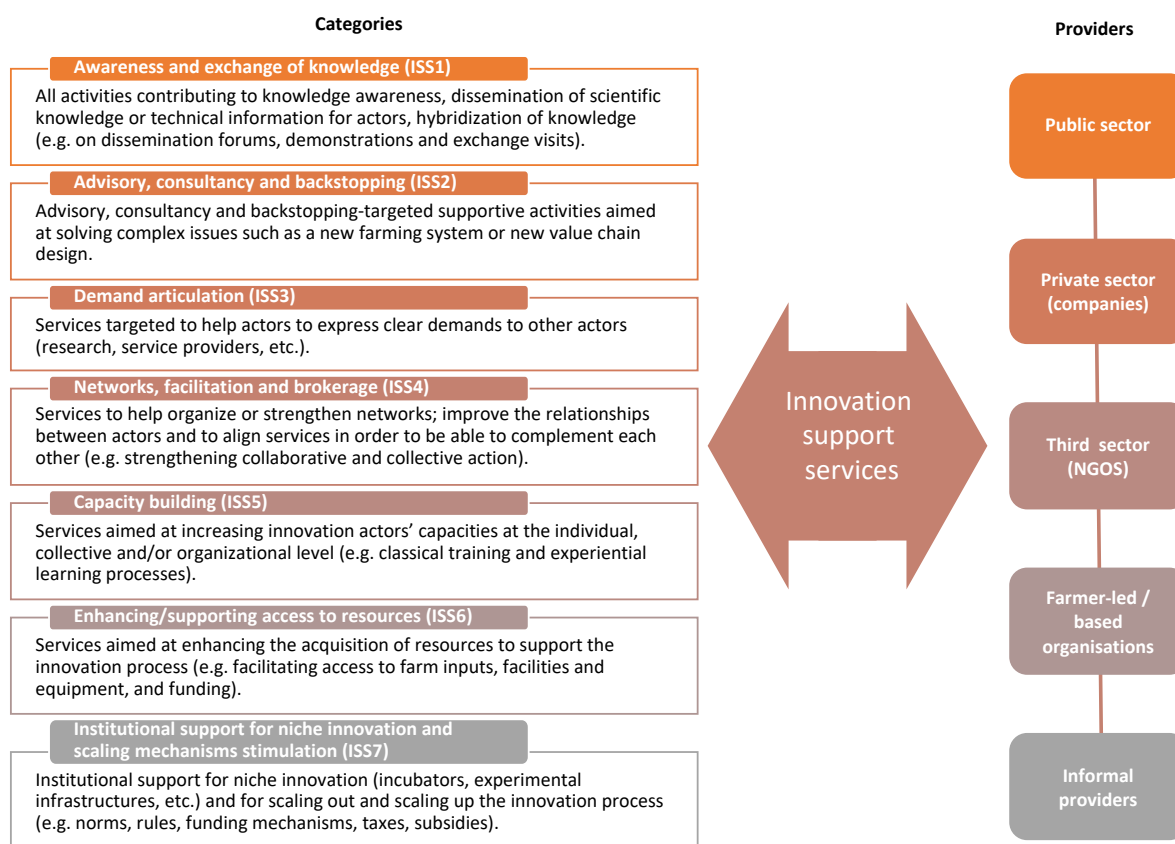 Categories
Awareness and exchange of knowledge (ISS1)
All activities contributing to knowledge awareness, dissemination of scientific
knowledge or technical information for actors, hybridization of knowledge
(e.g. on dissemination forums, demonstrations and exchange visits).
Advisory, consultancy and backstopping (ISS2)
Advisory, consultancy and backstopping-targeted supportive activities aimed
at solving complex issues such as a new farming system or new value chain
design.
Demand articulation (ISS3)
Services targeted to help actors to express clear demands to other actors
(research, service providers, etc.).
Networks, facilitation and brokerage (ISS4)
Services to help organize or strengthen networks; improve the relationships
between actors and to align services in order to be able to complement each
other (e.g. strengthening collaborative and collective action).
Capacity building (ISS5)
Services aimed at increasing innovation actors’ capacities at the individual,
collective and/or organizational level (e.g. classical training and experiential
learning processes).
Enhancing/supporting access to resources (ISS6)
Services aimed at enhancing the acquisition of resources to support the
innovation process (e.g. facilitating access to farm inputs, facilities and
equipment, and funding).
Institutional support for niche innovation and
scaling mechanisms stimulation (ISS7)
Institutional support for niche innovation (incubators, experimental
infrastructures, etc.) and for scaling out and scaling up the innovation process
(e.g. norms, rules, funding mechanisms, taxes, subsidies).
Innovation
support
services
Providers
Public sector
Private sector
(companies)
Third sector
(NGOS)
Farmer-led /
based
organisations
Informal
providers